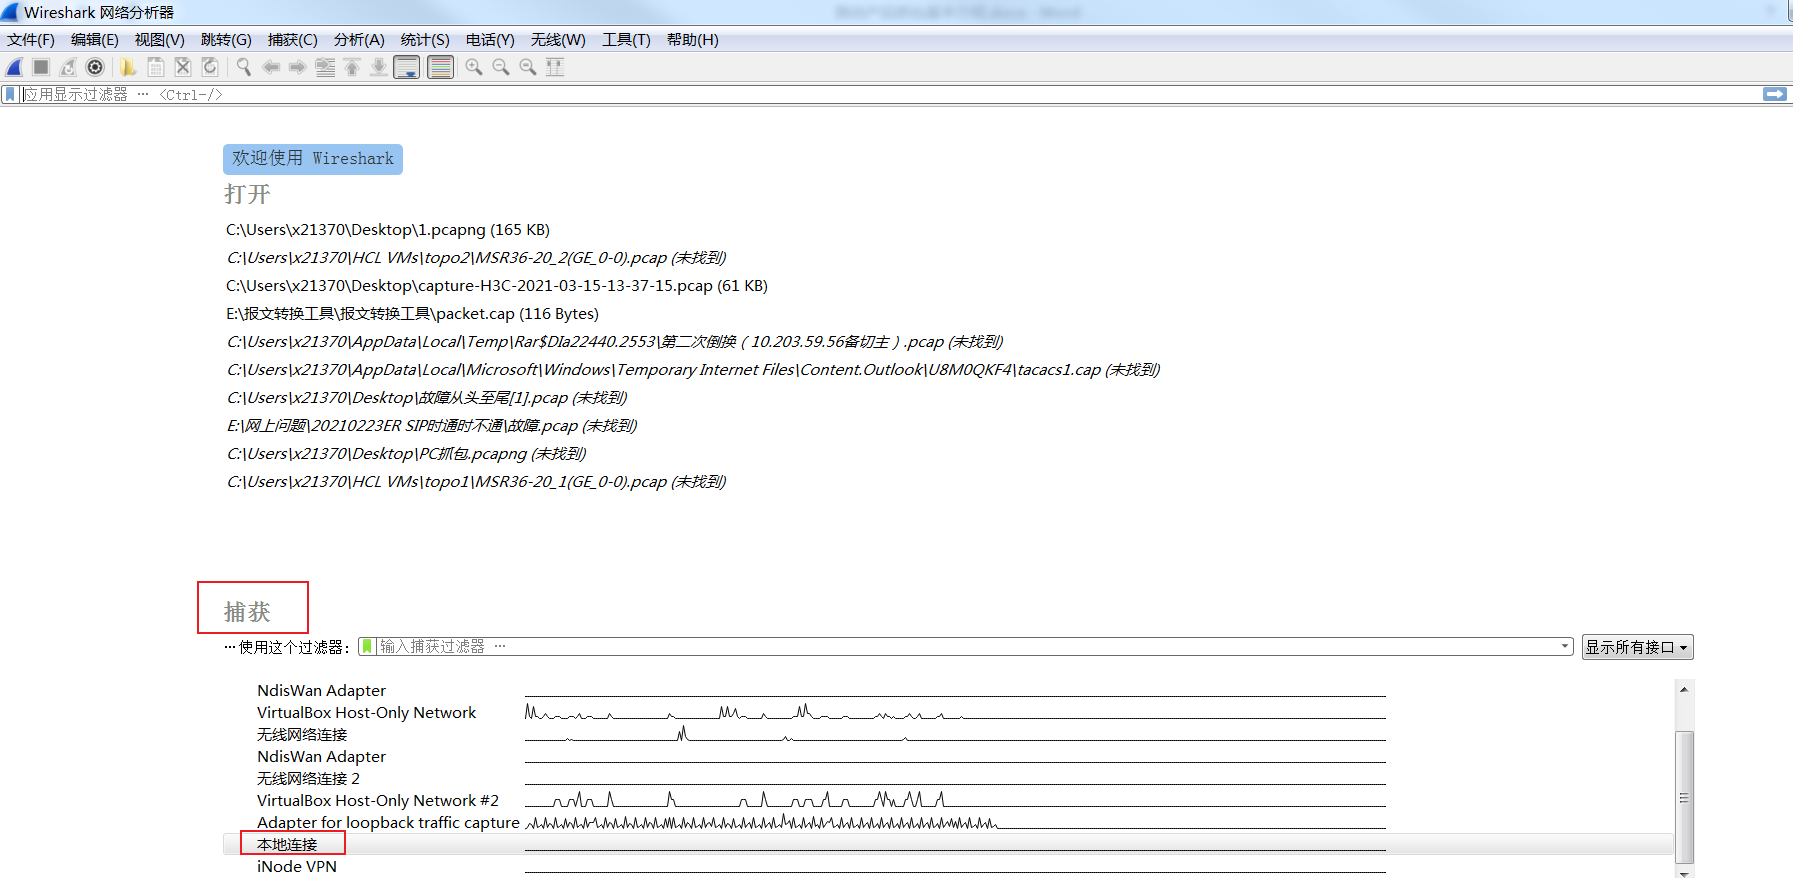 Wireshark 网络分析器
文件(F) 编辑(E) 视图(V) 跳转(G) 捕获(C) 分析(A) 统计(S) 电话(Y) 无线(W) 工具(T) 帮助(H)
应用显示过滤器 … <Ctrl-/>
欢迎使用 Wireshark
打开
C:\Users\x21370\Desktop\1.pcapng (165 KB)
C:\Users\x21370\HCL VMs\topo2\MSR36-20_2(GE_0-0).pcap (未找到)
C:\Users\x21370\Desktop\capture-H3C-2021-03-15-13-37-15.pcap (61 KB)
E:\报文转换工具\报文转换工具\packet.cap (116 Bytes)
C:\Users\x21370\AppData\Local\Temp\Rar$DIa22440.2553\第二次倒换（10.203.59.56备切主）.pcap (未找到)
C:\Users\x21370\AppData\Local\Microsoft\Windows\Temporary Internet Files\Content.Outlook\U8M0QKF4\tacacs1.cap (未找到)
C:\Users\x21370\Desktop\故障从头至尾[1].pcap (未找到)
E:\网上问题\20210223ER SIP时通时不通\故障.pcap (未找到)
C:\Users\x21370\Desktop\PC抓包.pcapng (未找到)
C:\Users\x21370\HCL VMs\topo1\MSR36-20_1(GE_0-0).pcap (未找到)
捕获
…使用这个过滤器: 输入捕获过滤器 … 显示所有接口
NdisWan Adapter
VirtualBox Host-Only Network
无线网络连接
NdisWan Adapter
无线网络连接 2
VirtualBox Host-Only Network #2
Adapter for loopback traffic capture
本地连接
iNode VPN